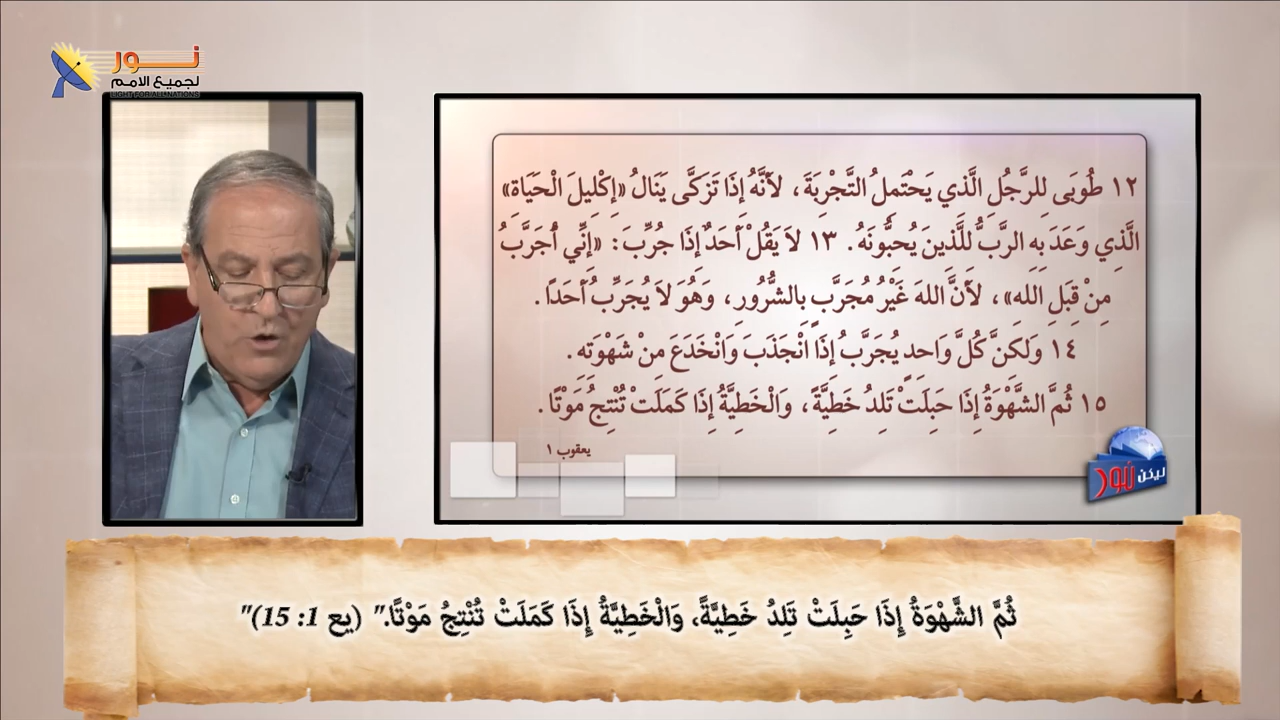 نور
لجميع الامم
LIGHT FOR ALL NATIONS
١٢ طُوبَى لِلرَّجُلِ الَّذِي يَحْتَمِلُ التَّجْرِبَةَ، لأَنَّهُ إِذَا تَزَكَّى يَنَالُ «إِكْلِيلَ الْحَيَاةِ»
الَّذِي وَعَدَ بِهِ الرَّبُّ لِلَّذِينَ يُحِبُّونَهُ. ١٣ لاَ يَقُلْ أَحَدٌ إِذَا جُرِّبَ: «إِنِّي أُجَرَّبُ
مِنْ قِبَلِ اللهِ»، لأَنَّ اللهَ غَيْرُ مُجَرَّبٍ بِالشُّرُورِ، وَهُوَ لاَ يُجَرِّبُ أَحَدًا.
١٤ وَلكِنَّ كُلَّ وَاحِدٍ يُجَرَّبُ إِذَا انْجَذَبَ وَانْخَدَعَ مِنْ شَهْوَتِهِ.
١٥ ثُمَّ الشَّهْوَةُ إِذَا حَبِلَتْ تَلِدُ خَطِيَّةً، وَالْخَطِيَّةُ إِذَا كَمَلَتْ تُنْتِجُ مَوْتًا.
يعقوب ١
ليكن نور
ثُمَّ الشَّهْوَةُ إِذَا حَبِلَتْ تَلِدُ خَطِيَّةً، وَالْخَطِيَّةُ إِذَا كَمَلَتْ تُنْتِجُ مَوْتًا." (يع 1: 15)"